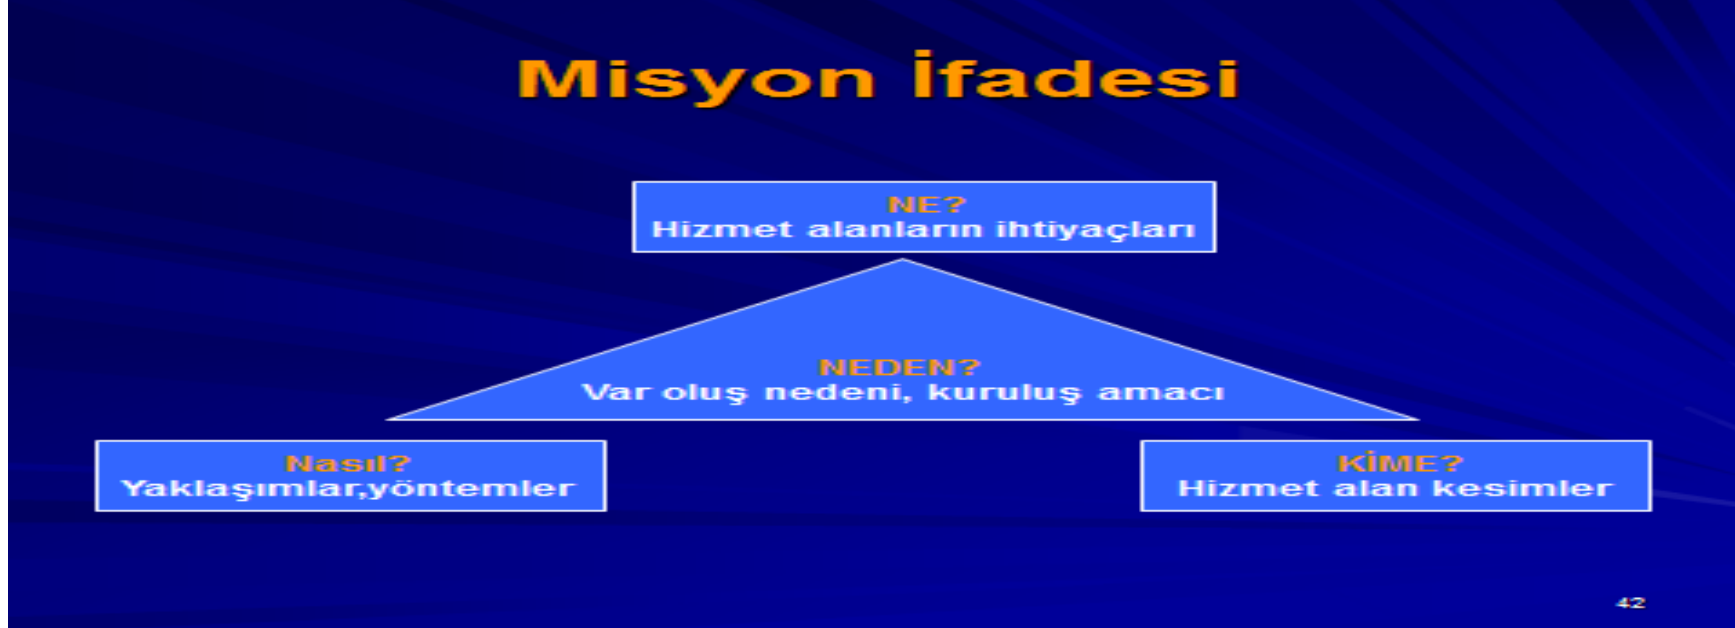 Misyon İfadesi
NE?
Hizmet alanların ihtiyaçları
NEDEN?
Var oluş nedeni, kuruluş amacı
Nasıl?
Yaklaşımlar,yöntemler
KİME?
Hizmet alan kesimler
42